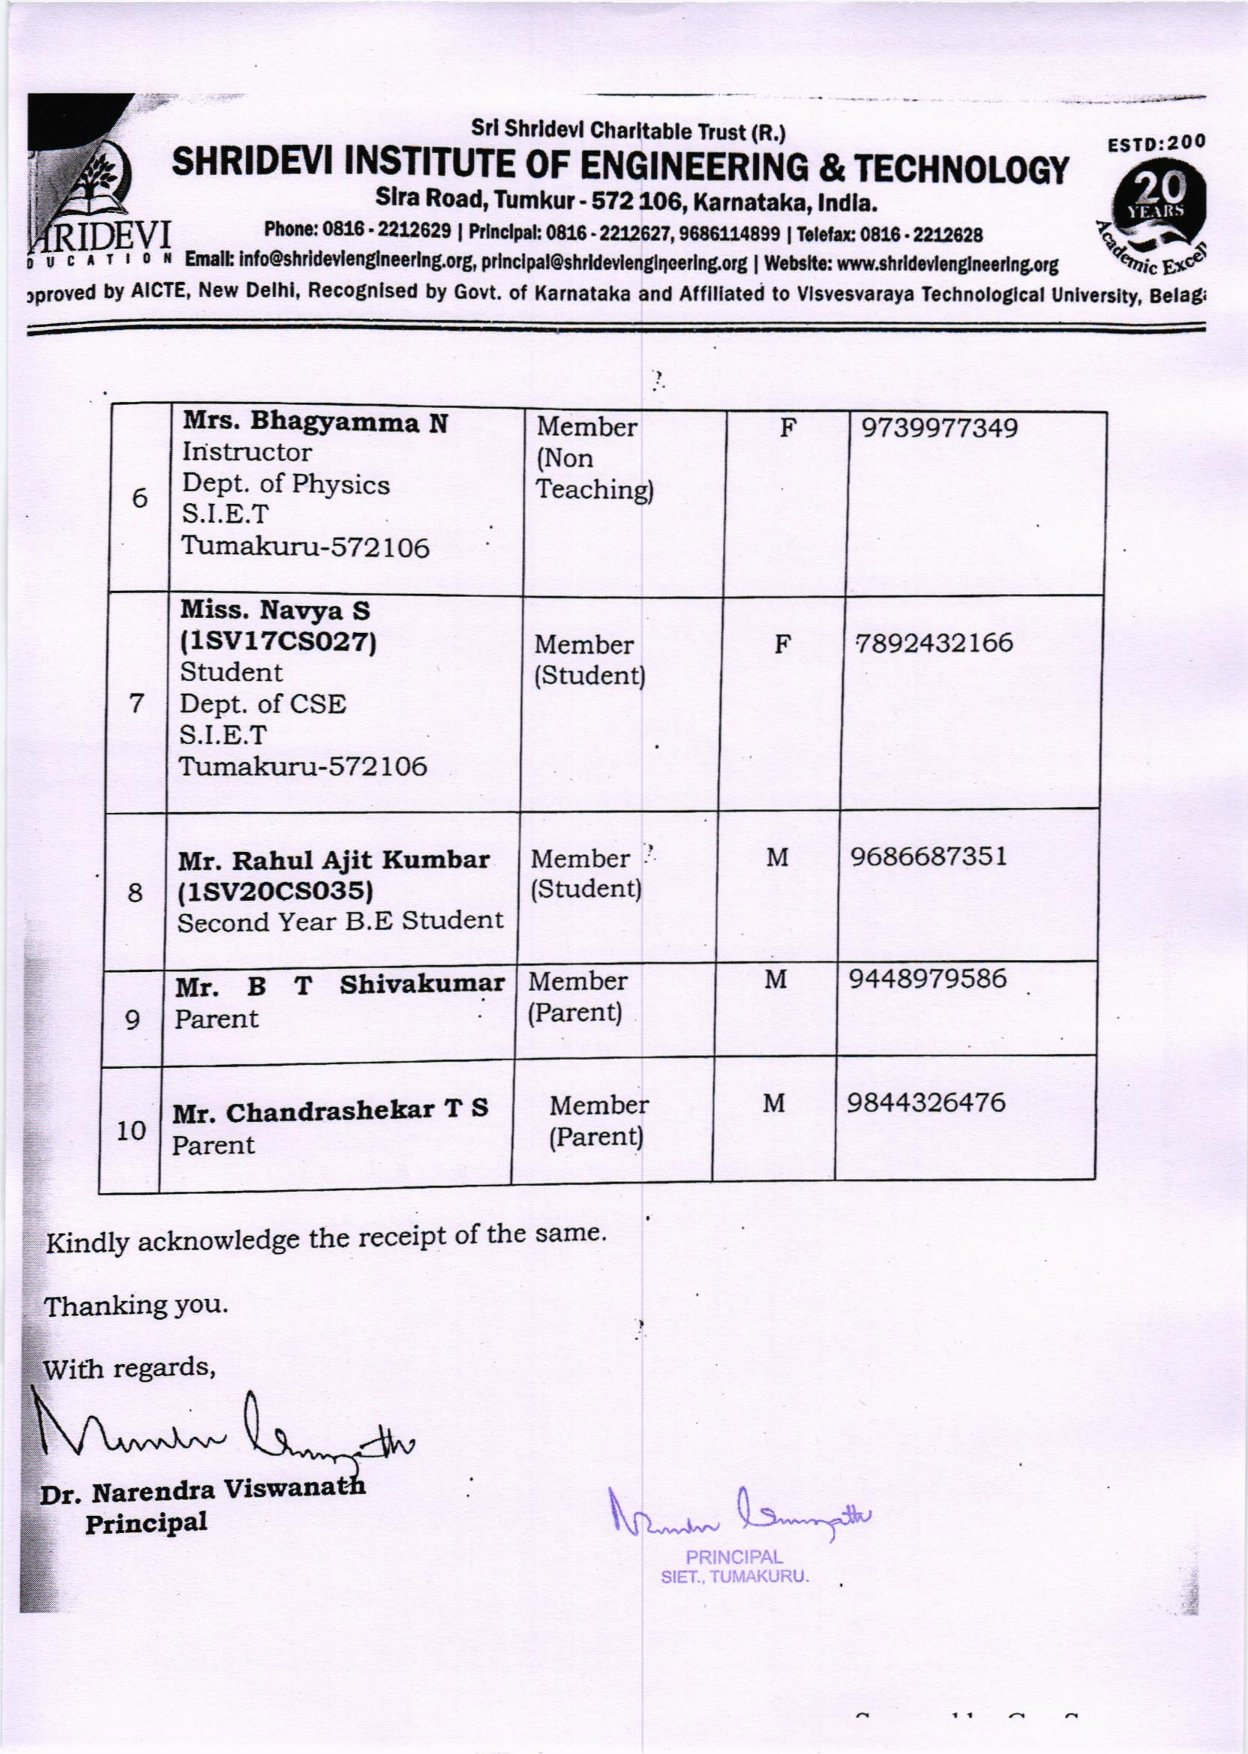 Sri Shridevi Charitable Trust (R.)
SHRIDEVI INSTITUTE OF ENGINEERING & TECHNOLOGY
Sira Road, Tumkur - 572 106, Karnataka, India.
Phone: 0816 - 2212629 | Principal: 0816 - 2212627, 9686114899 | Telefax: 0816 - 2212628
Email: info@shrideviengineering.org, principal@shrideviengineering.org | Website: www.shrideviengineering.org
pproved by AICTE, New Delhi, Recognised by Govt. of Karnataka and Affiliated to Visvesvaraya Technological University, Belag
HRIDEVI
DUCATION
ESTD:200
20
YEARS
Academic Excel
6
Mrs. Bhagyamma N
Instructor
Dept. of Physics
S.I.E.T
Tumakuru-572106
Member
(Non
Teaching)
F
9739977349
7
Miss. Navya S
(1SV17CS027)
Student
Dept. of CSE
S.I.E.T
Tumakuru-572106
Member
(Student)
F
7892432166
8
Mr. Rahul Ajit Kumbar
(1SV20CS035)
Second Year B.E Student
Member
(Student)
M
9686687351
9
Mr. B T Shivakumar
Parent
Member
(Parent)
M
9448979586
10
Mr. Chandrashekar T S
Parent
Member
(Parent)
M
9844326476
Kindly acknowledge the receipt of the same.
Thanking you.
With regards,
Dr. Narendra Viswanath
Principal
PRINCIPAL
SIET., TUMAKURU.